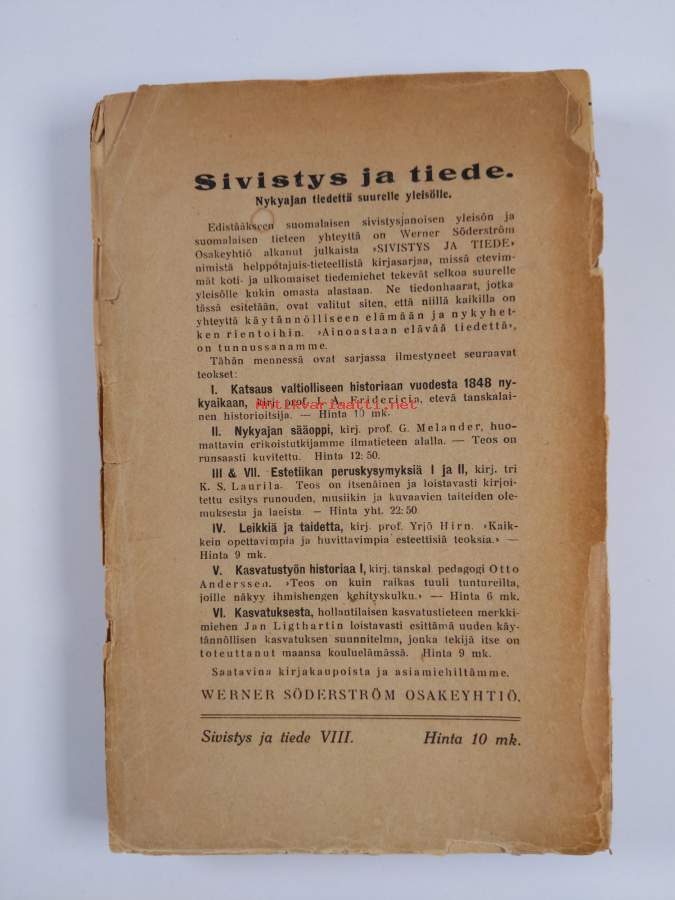 Sivistys ja tiede.
Nykyajan tiedettä suurelle yleisölle.
Edistääkseen suomalaisen sivistysjanoisen yleisön ja
suomalaisen tieteen yhteyttä on Werner Söderström
Osakeyhtiö alkanut julkaista »SIVISTYS JA TIEDE»
nimistä helppotajuis-tieteellistä kirjasarjaa, missä etevim-
mät koti- ja ulkomaiset tiedemiehet tekevät selkoa suurelle
yleisölle kukin omasta alastaan. Ne tiedonhaarat, jotka
tässä esitellään, ovat valitut siten, että niillä kaikilla on
yhteyttä käytännölliseen elämään ja nykyhet-
ken rientoihin. »Ainoastaan elävää tiedettä»,
on tunnussanamme.
Tähän mennessä ovat sarjassa ilmestyneet seuraavat
teokset:
I. Katsaus valtiolliseen historiaan vuodesta 1848 ny-
kyaikaan, kirj. prof. J. A. Fridericia, etevä tanskalai-
nen historioitsija. — Hinta 10 mk.
Antikvariaatti.net
II. Nykyajan sääoppi, kirj. prof. G. Melander, huo-
mattavin erikoistutkijamme ilmatieteen alalla. — Teos on
runsaasti kuvitettu. Hinta 12:50.
III & VII. Estetiikan peruskysymyksiä I ja II, kirj. tri
K. S. Laurila. Teos on itsenäinen ja loistavasti kirjoi-
tettu esitys runouden, musiikin ja kuvaavien taiteiden ole-
muksesta ja laeista. — Hinta yht. 22:50
IV. Leikkiä ja taidetta, kirj. prof. Yrjö Hirn. »Kaik-
kein opettavimpia ja huvittavimpia esteettisiä teoksia.» —
Hinta 9 mk.
V. Kasvatustyön historiaa I, kirj. tanskal pedagogi Otto
Anderssen. »Teos on kuin raikas tuuli tuntureilta,
joille näkyy ihmishengen kehityskulku.» — Hinta 6 mk.
VI. Kasvatuksesta, hollantilaisen kasvatustieteen merkki-
miehen Jan Ligthartin loistavasti esittämä uuden käy-
tännöllisen kasvatuksen suunnitelma, jonka tekijä itse on
toteuttanut maansa kouluelämässä. Hinta 9 mk.
Saatavina kirjakaupoista ja asiamiehiltämme.
WERNER SÖDERSTRÖM OSAKEYHTIÖ.
Sivistys ja tiede VIII. Hinta 10 mk.